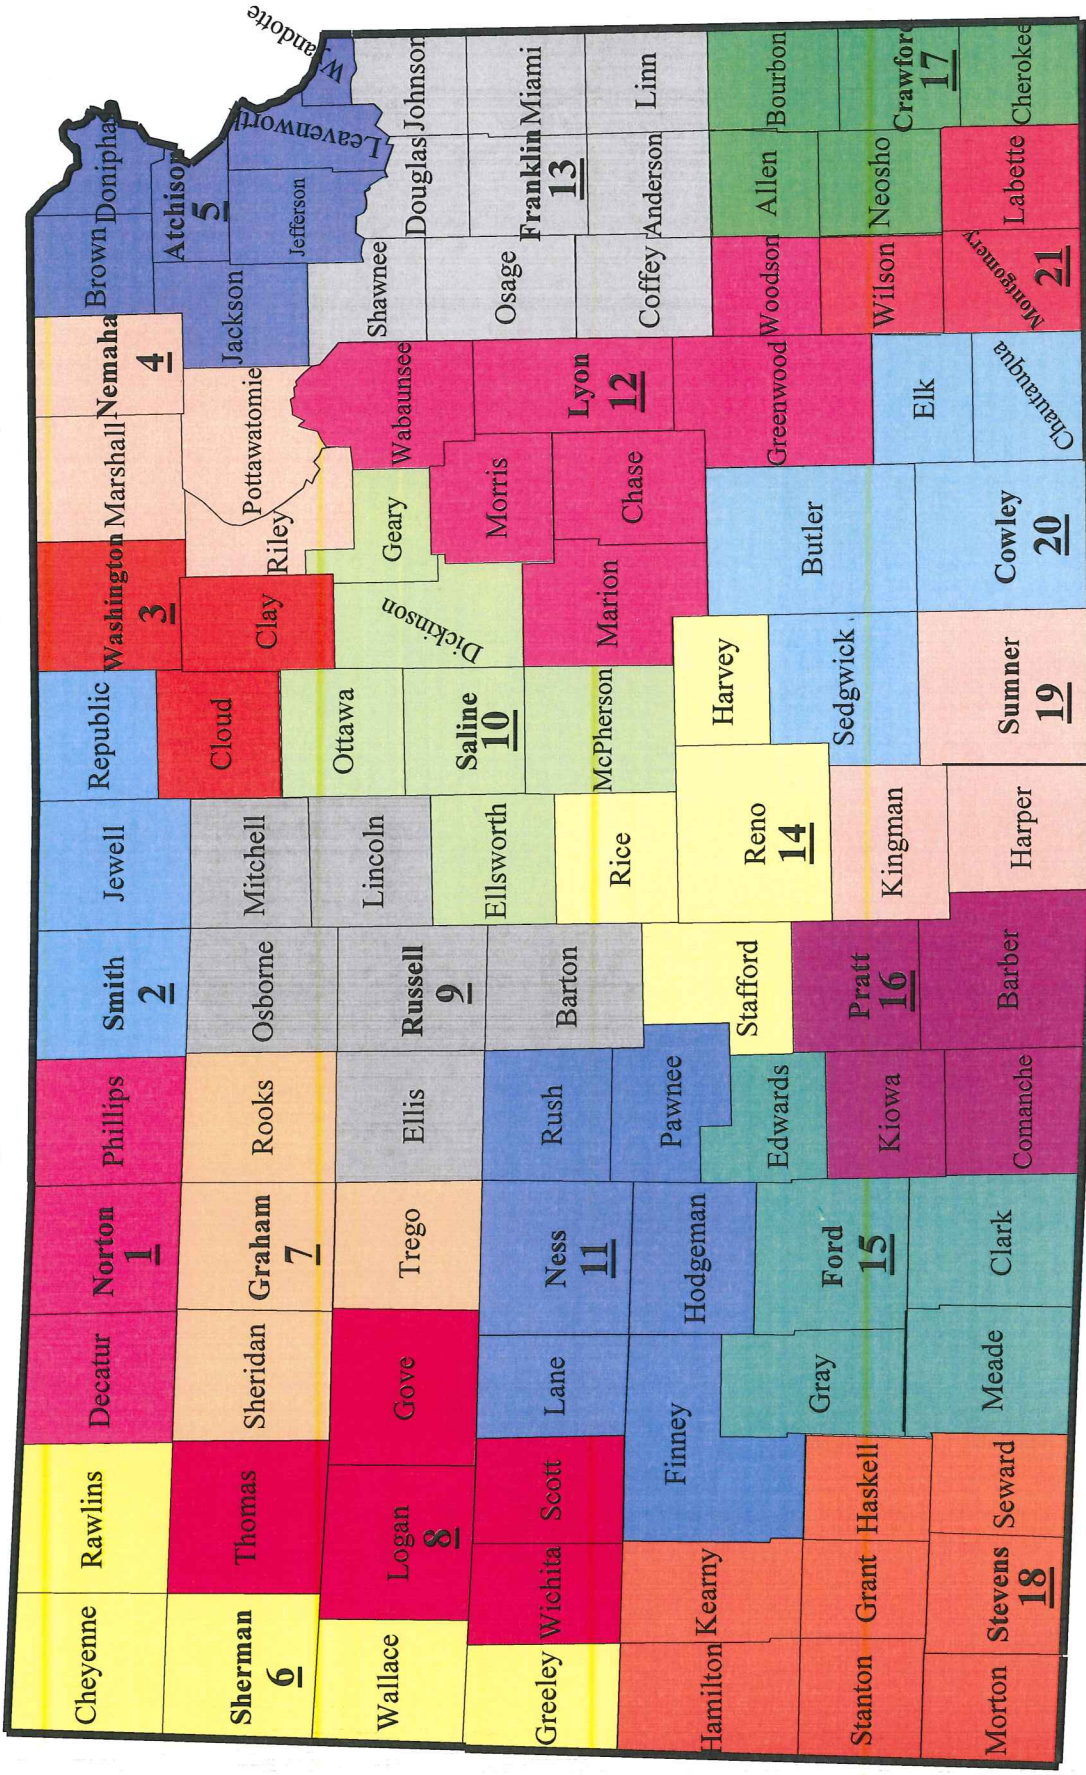 Cheyenne
Rawlins
Decatur
Norton
1
Phillips
Smith
2
Jewell
Republic
Washington
3
Marshall
Nemaha
4
Brown
Doniphan
Sherman
6
Thomas
Sheridan
Graham
7
Rooks
Osborne
Mitchell
Cloud
Clay
Riley
Pottawatomie
Jackson
Atchison
5
Jefferson
Leavenworth
Wyandotte
Wallace
Logan
8
Gove
Trego
Ellis
Russell
9
Lincoln
Ottawa
Saline
10
Dickinson
Geary
Wabaunsee
Shawnee
Douglas
Johnson
Greeley
Wichita
Scott
Lane
Ness
11
Rush
Barton
Ellsworth
Rice
McPherson
Marion
Morris
Chase
Lyon
12
Osage
Coffey
Franklin
13
Anderson
Miami
Linn
Hamilton
Kearny
Finney
Hodgeman
Pawnee
Edwards
Stafford
Reno
14
Harvey
Sedgwick
Butler
Greenwood
Woodson
Allen
Bourbon
Stanton
Grant
Haskell
Gray
Ford
15
Kiowa
Pratt
16
Kingman
Elk
Wilson
Neosho
Crawford
17
Morton
Stevens
18
Seward
Meade
Clark
Comanche
Barber
Harper
Sumner
19
Cowley
20
Chautauqua
Montgomery
21
Labette
Cherokee